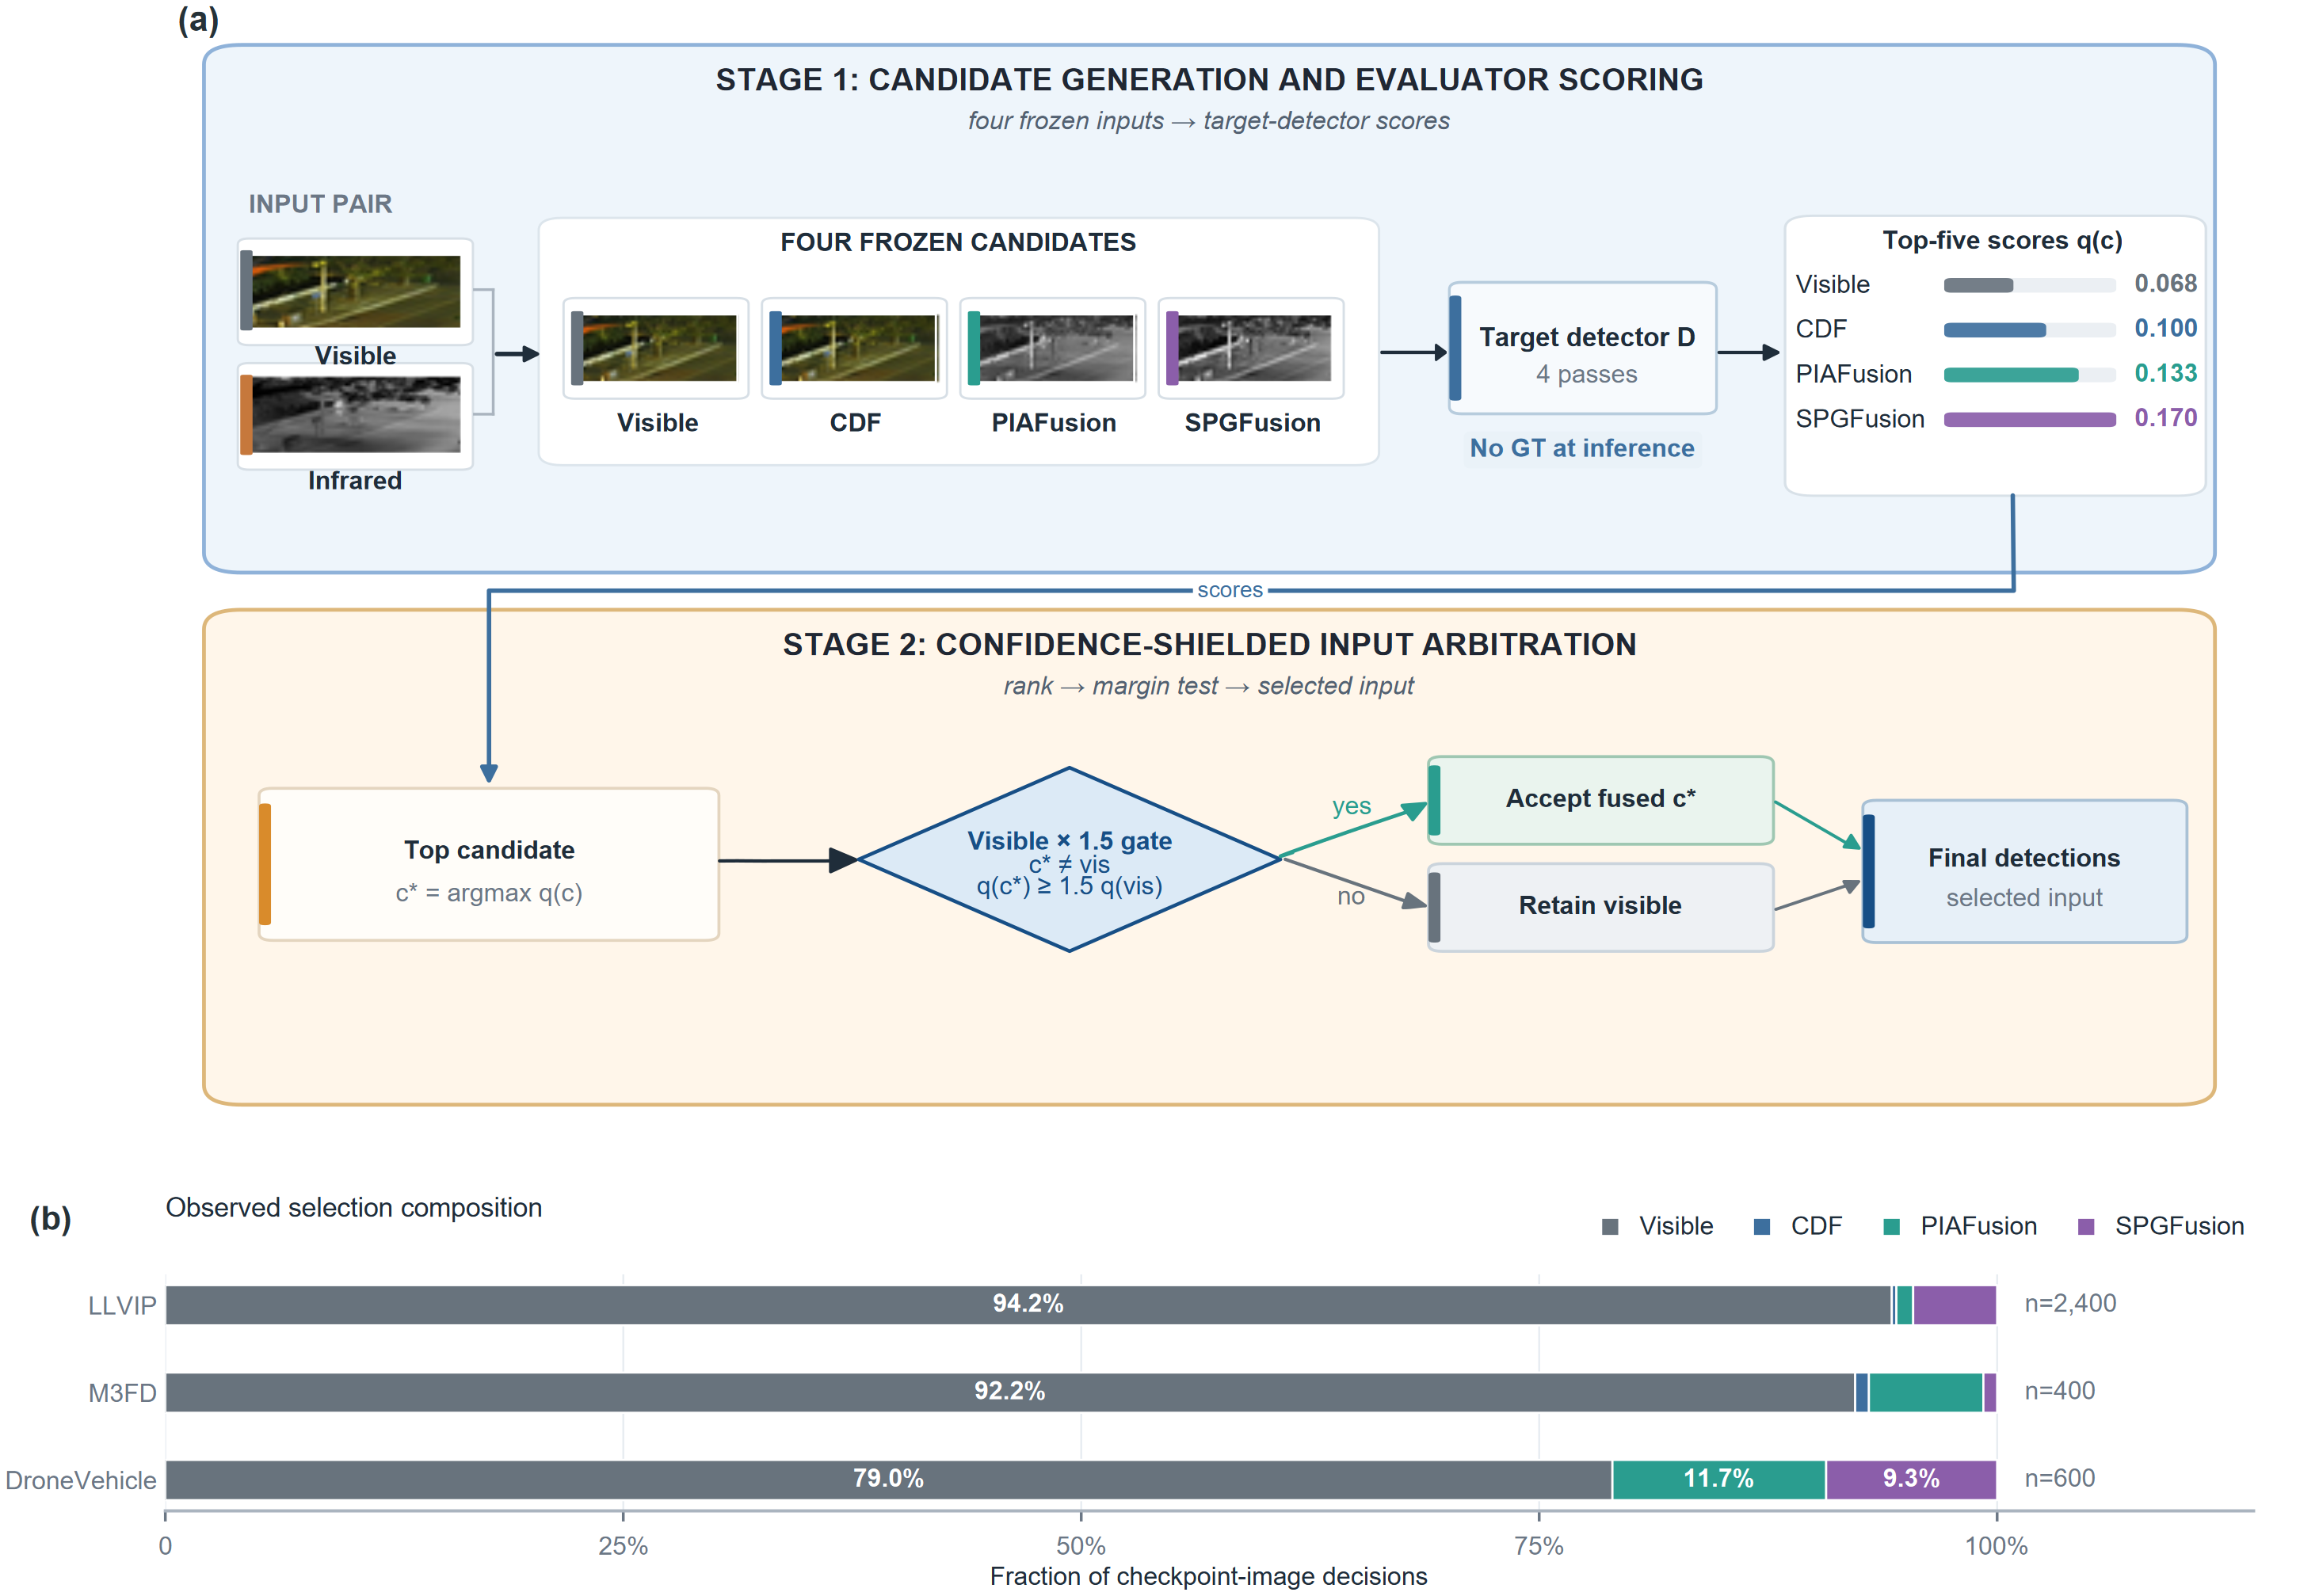 (a)
STAGE 1: CANDIDATE GENERATION AND EVALUATOR SCORING
four frozen inputs → target-detector scores
INPUT PAIR
Visible
Infrared
FOUR FROZEN CANDIDATES
Visible
CDF
PIAFusion
SPGFusion
Target detector D
4 passes
No GT at inference
Top-five scores q(c)
Visible 0.068
CDF 0.100
PIAFusion 0.133
SPGFusion 0.170
scores
STAGE 2: CONFIDENCE-SHIELDED INPUT ARBITRATION
rank → margin test → selected input
Top candidate
c* = argmax q(c)
Visible × 1.5 gate
c* ≠ vis
q(c*) ≥ 1.5 q(vis)
yes
no
Accept fused c*
Retain visible
Final detections
selected input
(b)
Observed selection composition
Visible CDF PIAFusion SPGFusion
LLVIP 94.2% n=2,400
M3FD 92.2% n=400
DroneVehicle 79.0% 11.7% 9.3% n=600
0 25% 50% 75% 100%
Fraction of checkpoint-image decisions